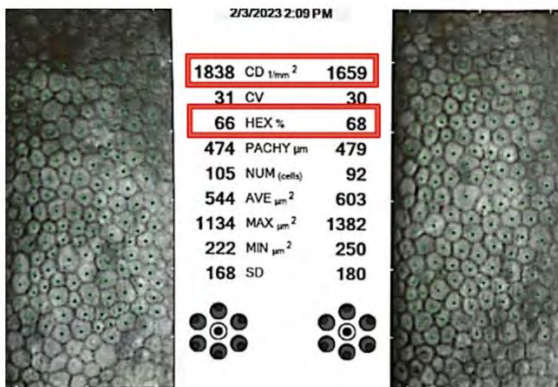 2/3/2023 2:09 PM
1838 CD 1/mm 2 1659
31 CV 30
66 HEX % 68
474 PACHY µm 479
105 NUM (cells) 92
544 AVE µm 2 603
1134 MAX µm 2 1382
222 MIN µm 2 250
168 SD 180